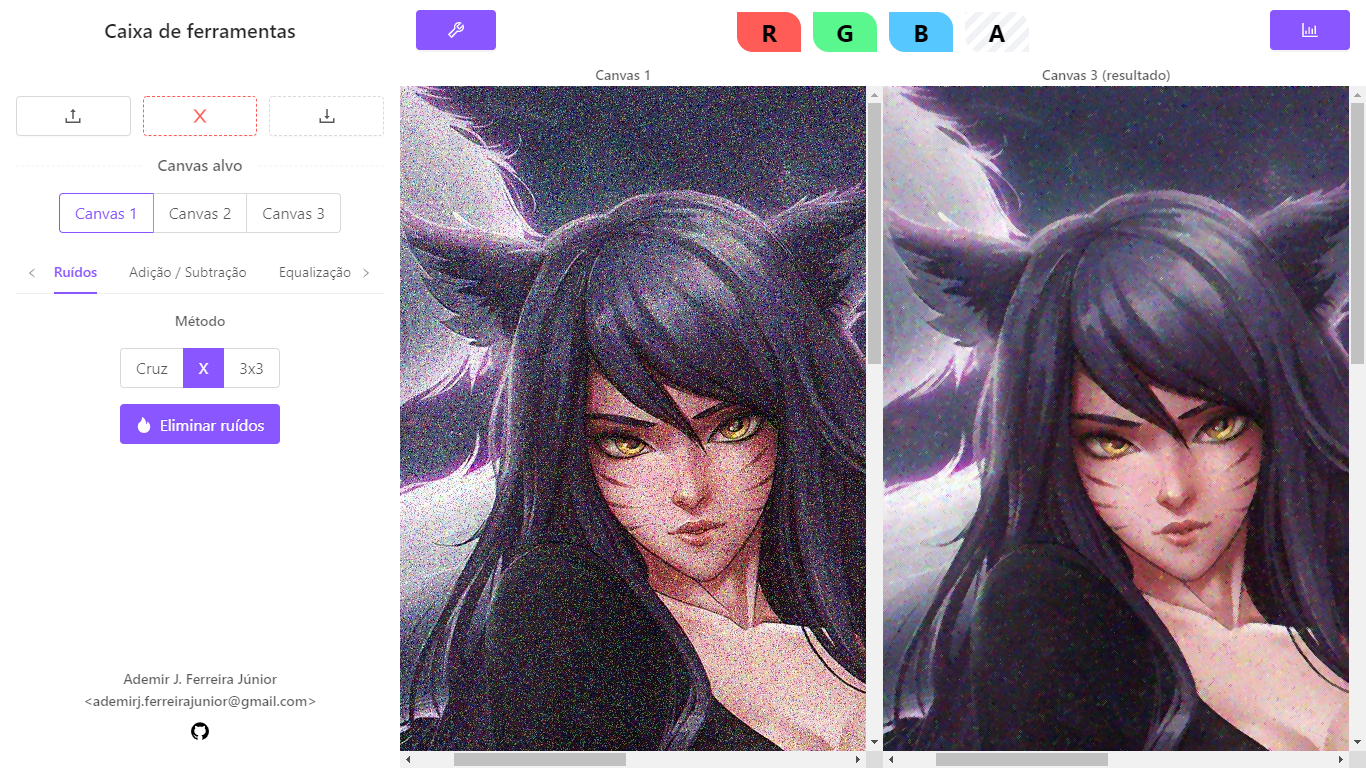 Caixa de ferramentas
R G B A
Canvas 1
Canvas 3 (resultado)
X
Canvas alvo
Canvas 1 Canvas 2 Canvas 3
Ruídos Adição / Subtração Equalização
Método
Cruz X 3x3
Eliminar ruídos
Ademir J. Ferreira Júnior
<ademirj.ferreirajunior@gmail.com>